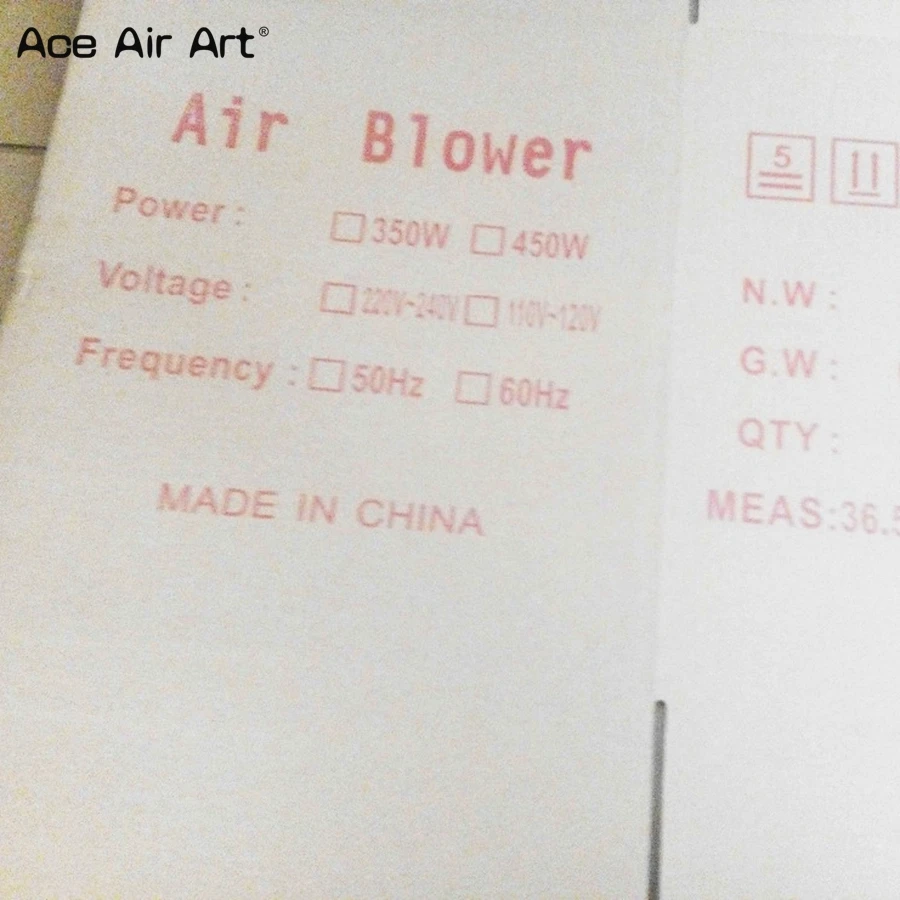 Ace Air Art®
Air Blower
Power : □350W □450W
Voltage : □220V~240V □110V~120V
Frequency : □50Hz □60Hz
MADE IN CHINA
5
N.W :
G.W :
QTY :
MEAS:36.5